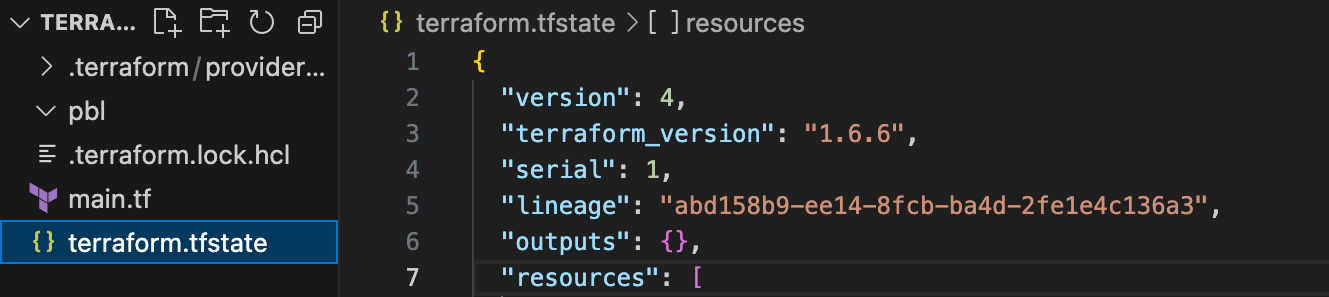 TERRA...
.terraform/provider...
pbl
.terraform.lock.hcl
main.tf
{} terraform.tfstate
{} terraform.tfstate > [ ] resources
1 {
2 "version": 4,
3 "terraform_version": "1.6.6",
4 "serial": 1,
5 "lineage": "abd158b9-ee14-8fcb-ba4d-2fe1e4c136a3",
6 "outputs": {},
7 "resources": [